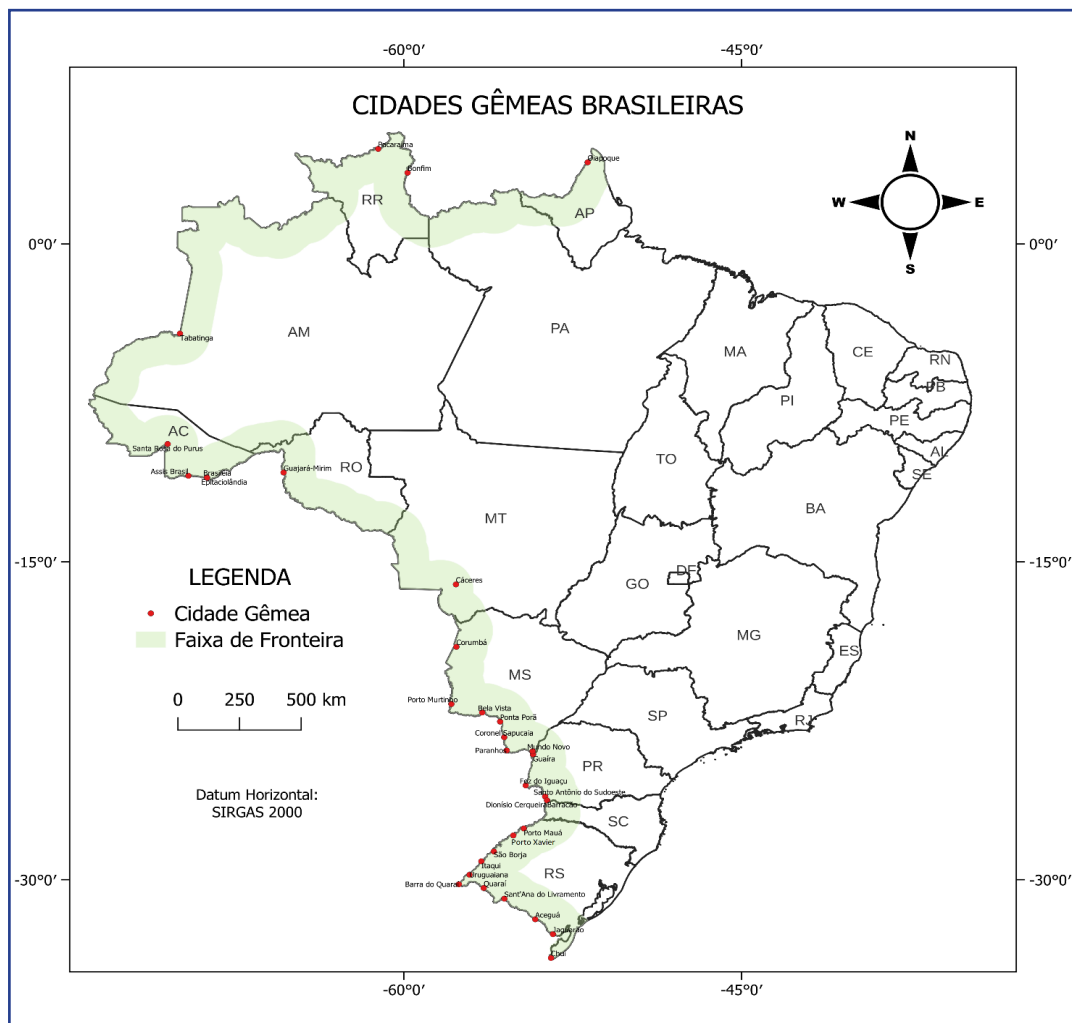 -60°0′
-45°0′
CIDADES GÊMEAS BRASILEIRAS
N
W
E
S
Pacaraima
Bonfim
Oiapoque
RR
AP
0°0′
0°0′
Tabatinga
AM
PA
MA
CE
RN
PB
PI
PE
AL
SE
AC
Santa Rosa do Purus
Assis Brasil
Brasiléia
Epitaciolândia
Guajará-Mirim
RO
TO
BA
MT
-15°0′
-15°0′
LEGENDA
Cidade Gêmea
Faixa de Fronteira
0 250 500 km
Cáceres
GO
DF
MG
ES
Corumbá
MS
Porto Murtinho
Bela Vista
Ponta Porã
SP
RJ
Coronel Sapucaia
Paranhos
Mundo Novo
Guaíra
PR
Foz do Iguaçu
Santo Antônio do Sudoeste
Dionísio Cerqueira
Barracão
Datum Horizontal:
SIRGAS 2000
SC
Porto Mauá
Porto Xavier
São Borja
Itaqui
RS
Uruguaiana
Barra do Quaraí
Quaraí
-30°0′
-30°0′
Sant'Ana do Livramento
Aceguá
Jaguarão
Chuí
-60°0′
-45°0′